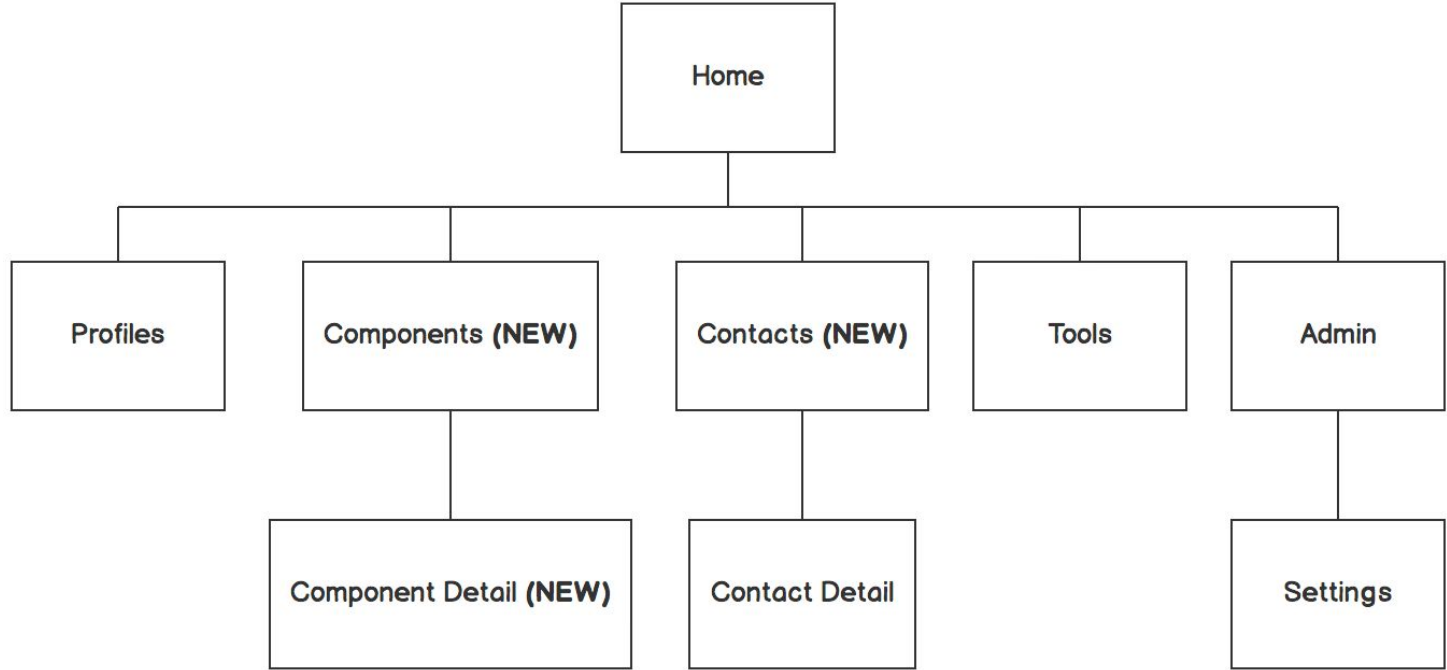 Home
Profiles
Components (NEW)
Contacts (NEW)
Tools
Admin
Component Detail (NEW)
Contact Detail
Settings